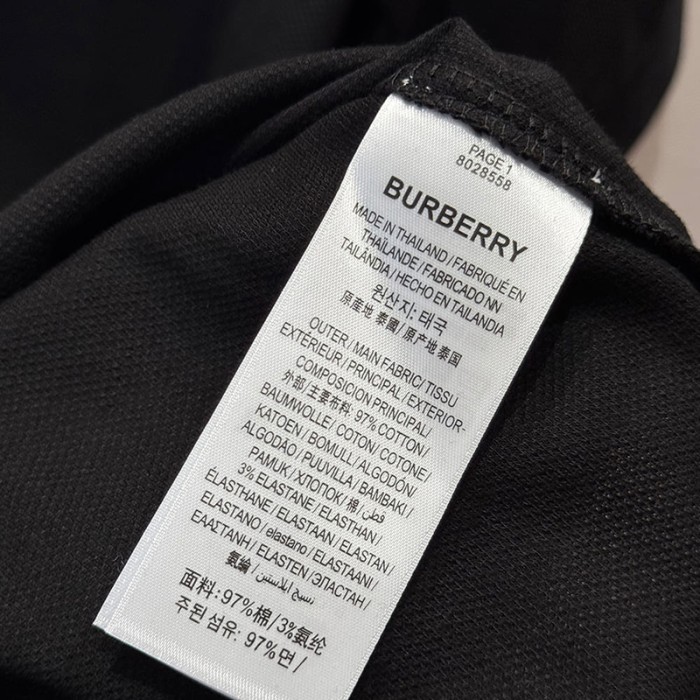 PAGE 1
8028558
BURBERRY
MADE IN THAILAND / FABRIQUÉ EN
THAÏLANDE / FABRICADO NN
TAILÂNDIA / HECHO EN TAILANDIA
원산지: 태국
原産地 泰國 / 原产地 泰国
OUTER / MAIN FABRIC / TISSU
EXTÉRIEUR / PRINCIPAL / EXTERIOR-
COMPOSICION PRINCIPAL/
外部/ 主要布料: 97% COTTON /
BAUMWOLLE / COTON / COTONE /
KATOEN / BOMULL / ALGODÓN/
ALGODÃO / PUUVILLA / BAMBAKI /
PAMUK / ХЛОПОК / 棉 / قطن /
3% ELASTANE / ELASTHAN /
ÉLASTHANE / ELASTAAN / ELASTAN /
ELASTANO / elastano / ELASTAANI /
ΕΛΑΣΤΑΝΗ / ELASTEN / ЭЛАСТАН /
氨綸 / نسيج اللاستين /
面料: 97%棉 / 3%氨纶
주된 섬유: 97% 면 /